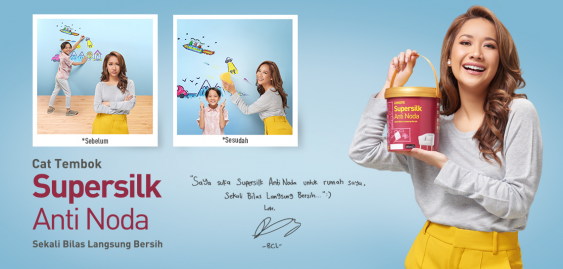 *Sebelum
*Sesudah
Cat Tembok
Supersilk
Anti Noda
Sekali Bilas Langsung Bersih
"Saya suka Supersilk Anti Noda untuk rumah saya,
Sekali Bilas Langsung Bersih..." :)
Luv,
-BCL-
Supersilk
Anti Noda